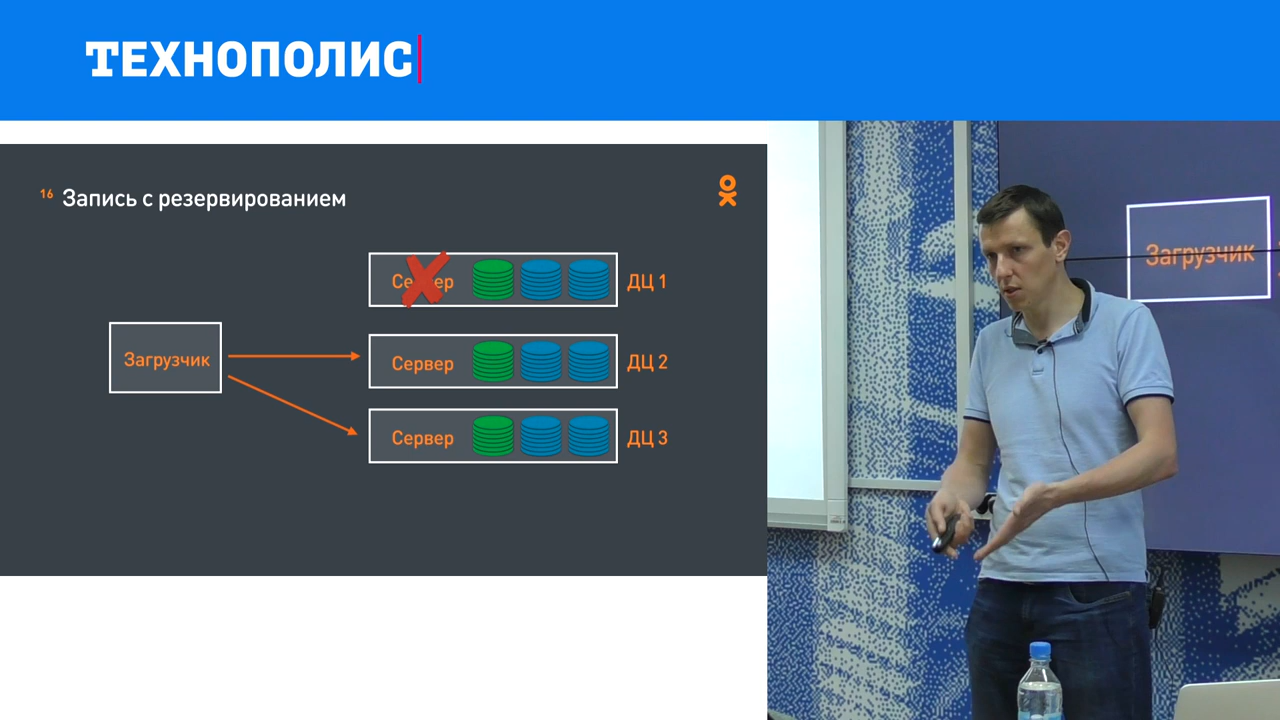 ТЕХНОПОЛИС
16 Запись с резервированием
Сервер ДЦ 1
Загрузчик
Сервер ДЦ 2
Сервер ДЦ 3
Загрузчик